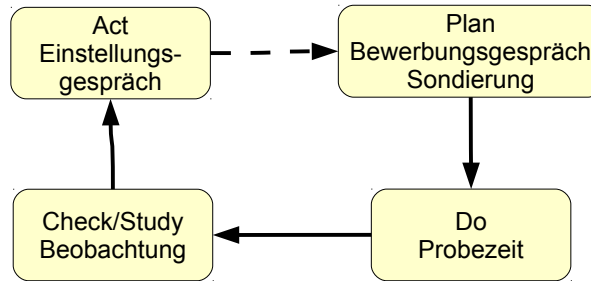 Act
Einstellungs-
gespräch
Plan
Bewerbungsgespräch
Sondierung
Check/Study
Beobachtung
Do
Probezeit